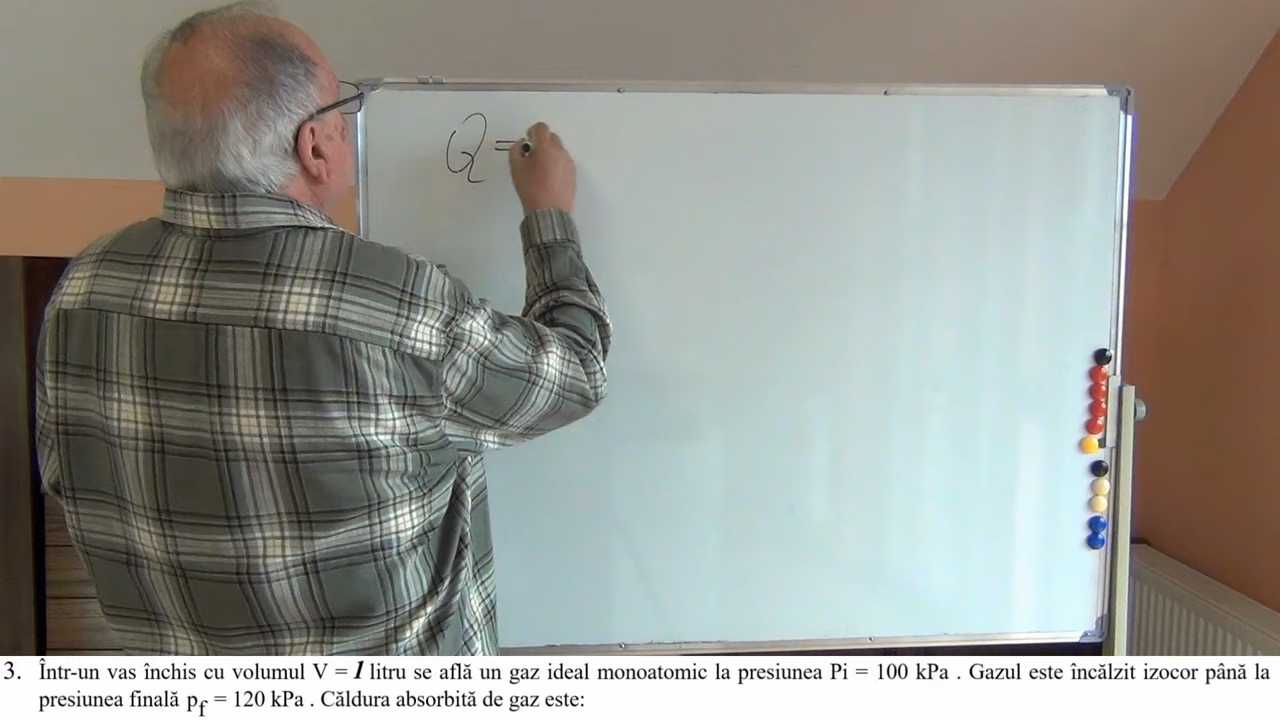 Q =
3. Într-un vas închis cu volumul V = 1 litru se află un gaz ideal monoatomic la presiunea Pi = 100 kPa . Gazul este încălzit izocor până la
presiunea finală pf = 120 kPa . Căldura absorbită de gaz este: